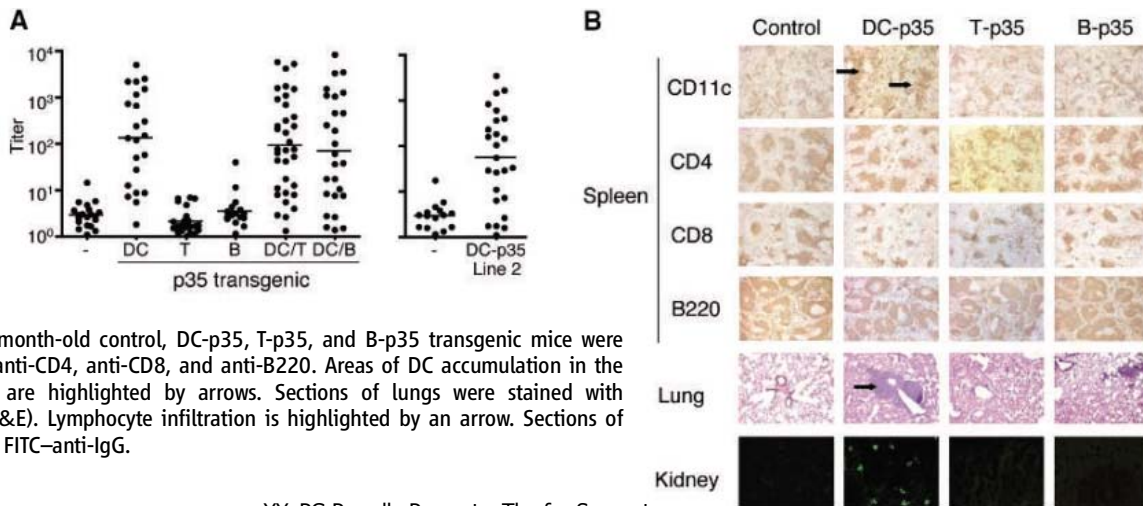 A
10⁴
10³
10²
10¹
10⁰
Titer
- DC T B DC/T DC/B
p35 transgenic
- DC-p35
Line 2
B
Control DC-p35 T-p35 B-p35
Spleen
CD11c
CD4
CD8
B220
Lung
Kidney
month-old control, DC-p35, T-p35, and B-p35 transgenic mice were
anti-CD4, anti-CD8, and anti-B220. Areas of DC accumulation in the
are highlighted by arrows. Sections of lungs were stained with
&E). Lymphocyte infiltration is highlighted by an arrow. Sections of
FITC–anti-IgG.